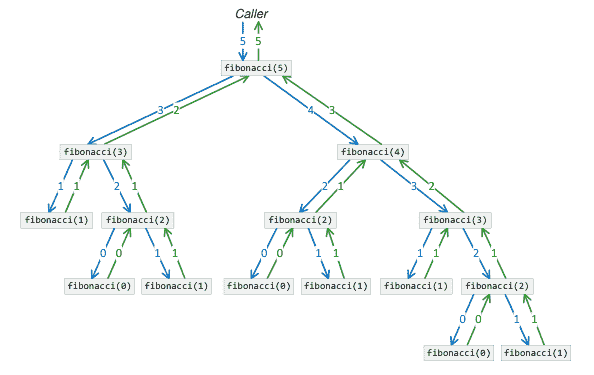 Caller
5 5
fibonacci(5)
3 2 4 3
fibonacci(3) fibonacci(4)
1 1 2 1 2 1 3 2
fibonacci(1) fibonacci(2) fibonacci(2) fibonacci(3)
0 0 1 1 0 0 1 1 1 1 2 1
fibonacci(0) fibonacci(1) fibonacci(0) fibonacci(1) fibonacci(1) fibonacci(2)
0 0 1 1
fibonacci(0) fibonacci(1)